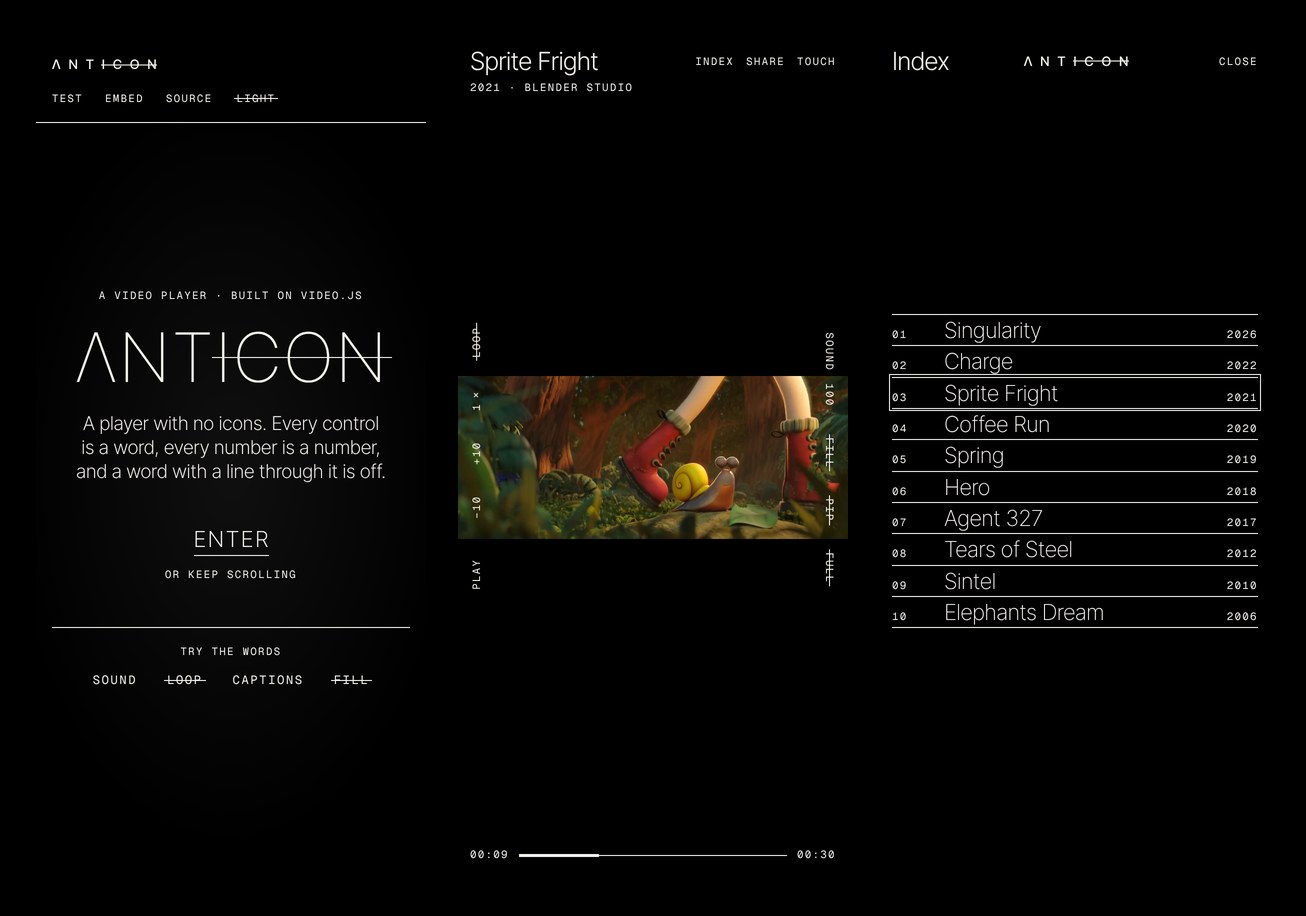 ΛNTICON
TEST EMBED SOURCE LIGHT
A VIDEO PLAYER · BUILT ON VIDEO.JS
ΛNTICON
A player with no icons. Every control
is a word, every number is a number,
and a word with a line through it is off.
ENTER
OR KEEP SCROLLING
TRY THE WORDS
SOUND LOOP CAPTIONS FILL
Sprite Fright
INDEX SHARE TOUCH
2021 · BLENDER STUDIO
LOOP
1×
+10
−10
PLAY
SOUND
100
FILL
PIP
FULL
00:09 00:30
Index ΛNTICON CLOSE
01 Singularity 2026
02 Charge 2022
03 Sprite Fright 2021
04 Coffee Run 2020
05 Spring 2019
06 Hero 2018
07 Agent 327 2017
08 Tears of Steel 2012
09 Sintel 2010
10 Elephants Dream 2006